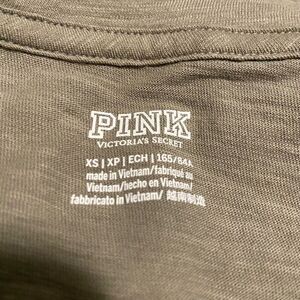 PINK
VICTORIA'S SECRET
XS | XP | ECH | 165/84A
made in Vietnam/fabriqué au
Vietnam/hecho en Vietnam/
fabbricato in Vietnam/ 越南制造